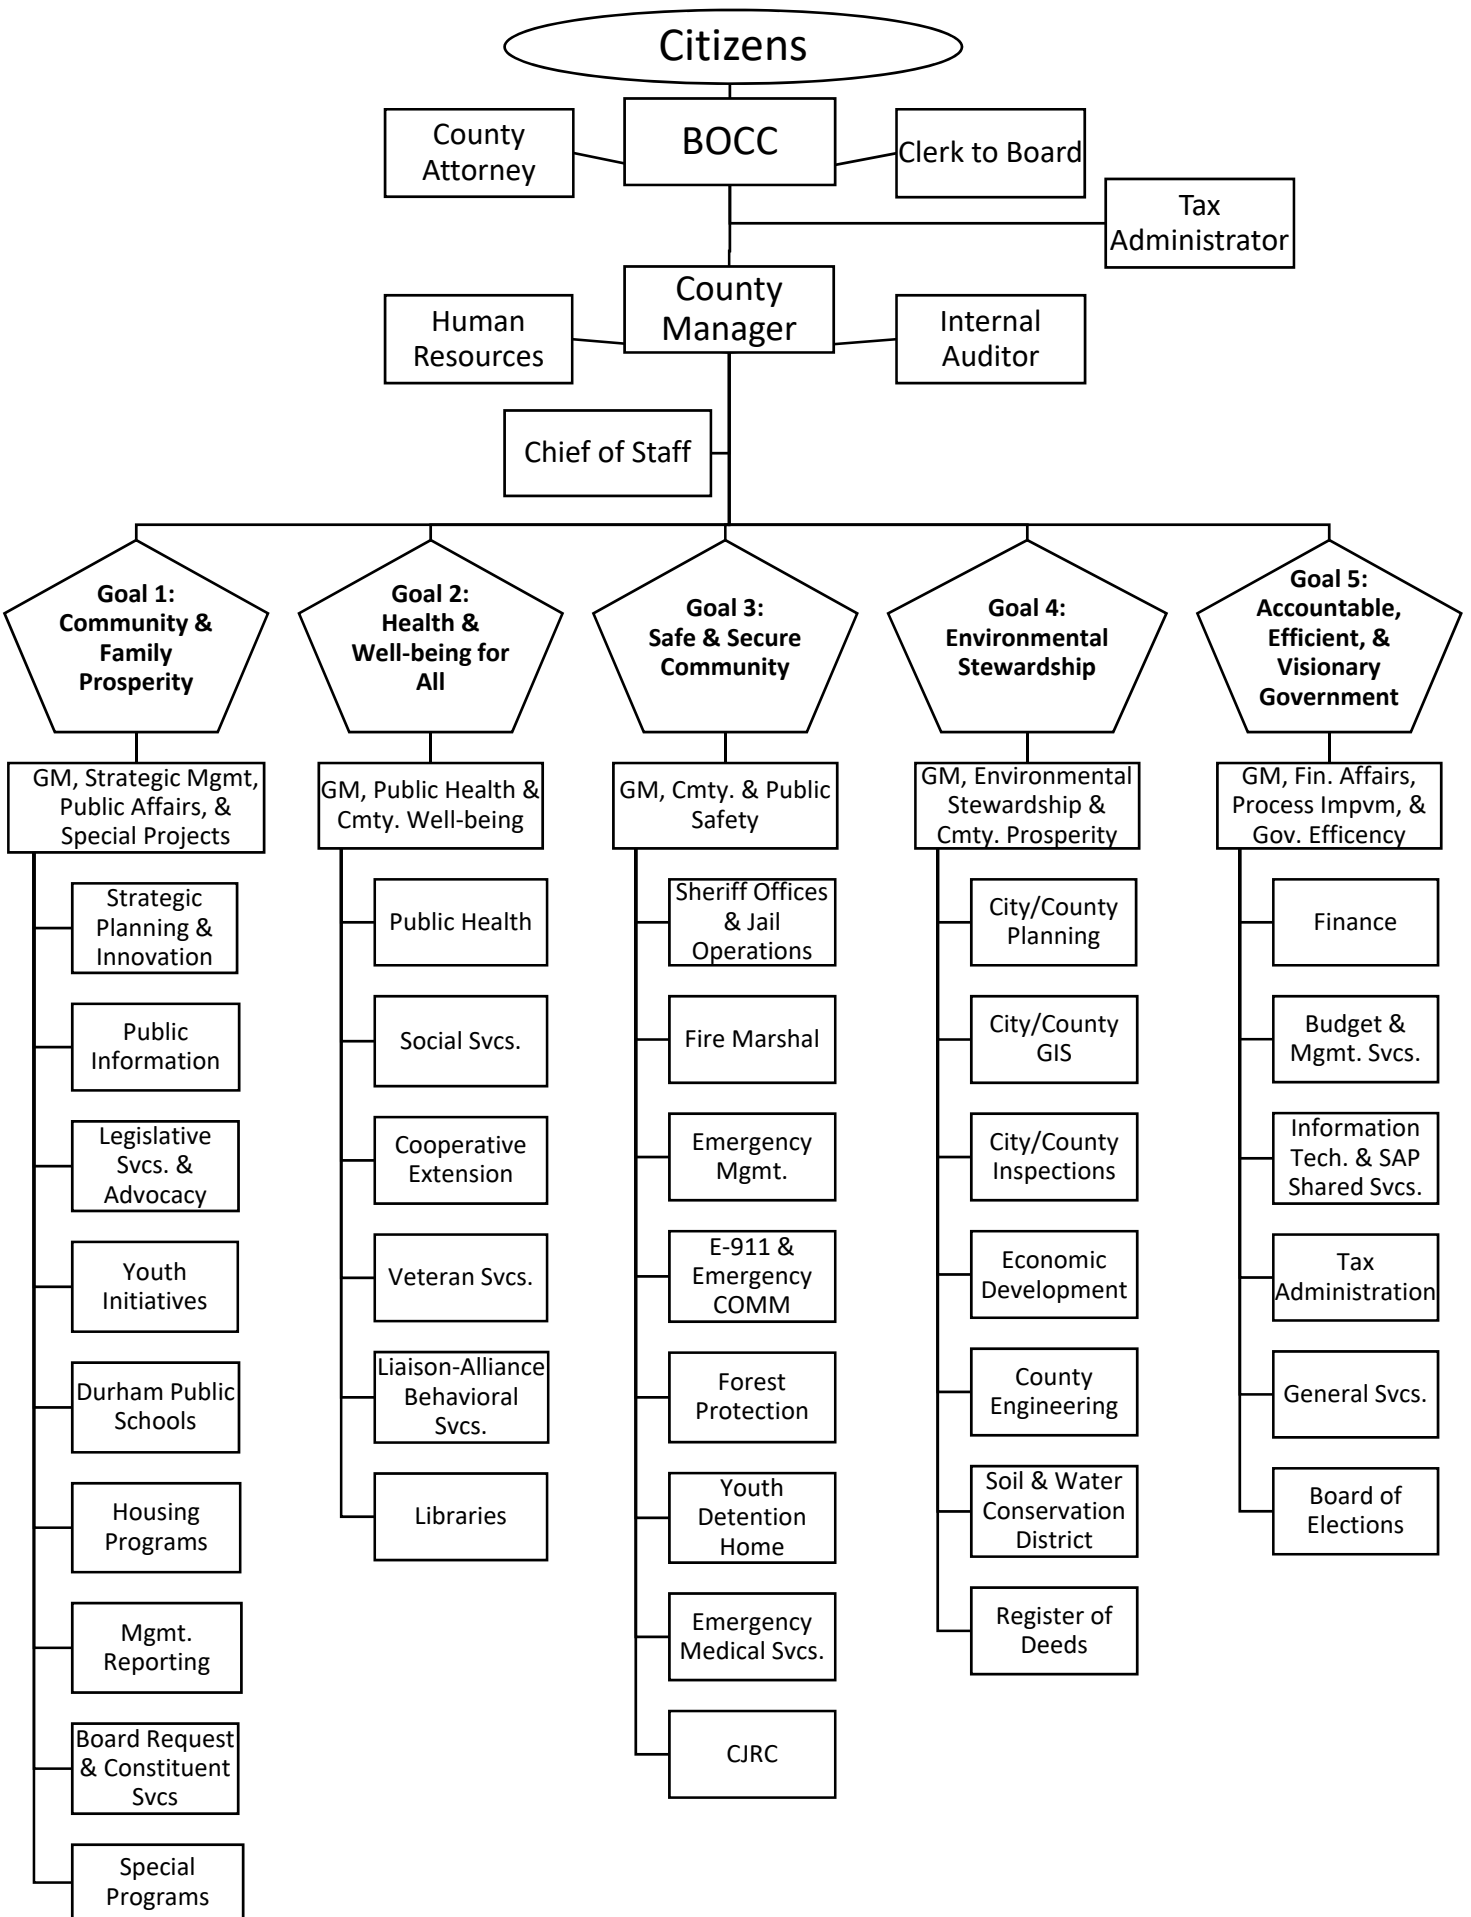 Citizens
BOCC
County
Attorney
Clerk to Board
Tax
Administrator
County
Manager
Human
Resources
Internal
Auditor
Chief of Staff
Goal 1:
Community &
Family
Prosperity
Goal 2:
Health &
Well-being for
All
Goal 3:
Safe & Secure
Community
Goal 4:
Environmental
Stewardship
Goal 5:
Accountable,
Efficient, &
Visionary
Government
GM, Strategic Mgmt,
Public Affairs, &
Special Projects
Strategic
Planning &
Innovation
Public
Information
Legislative
Svcs. &
Advocacy
Youth
Initiatives
Durham Public
Schools
Housing
Programs
Mgmt.
Reporting
Board Request
& Constituent
Svcs
Special
Programs
GM, Public Health &
Cmty. Well-being
Public Health
Social Svcs.
Cooperative
Extension
Veteran Svcs.
Liaison-Alliance
Behavioral
Svcs.
Libraries
GM, Cmty. & Public
Safety
Sheriff Offices
& Jail
Operations
Fire Marshal
Emergency
Mgmt.
E-911 &
Emergency
COMM
Forest
Protection
Youth
Detention
Home
Emergency
Medical Svcs.
CJRC
GM, Environmental
Stewardship &
Cmty. Prosperity
City/County
Planning
City/County
GIS
City/County
Inspections
Economic
Development
County
Engineering
Soil & Water
Conservation
District
Register of
Deeds
GM, Fin. Affairs,
Process Impvm, &
Gov. Efficency
Finance
Budget &
Mgmt. Svcs.
Information
Tech. & SAP
Shared Svcs.
Tax
Administration
General Svcs.
Board of
Elections